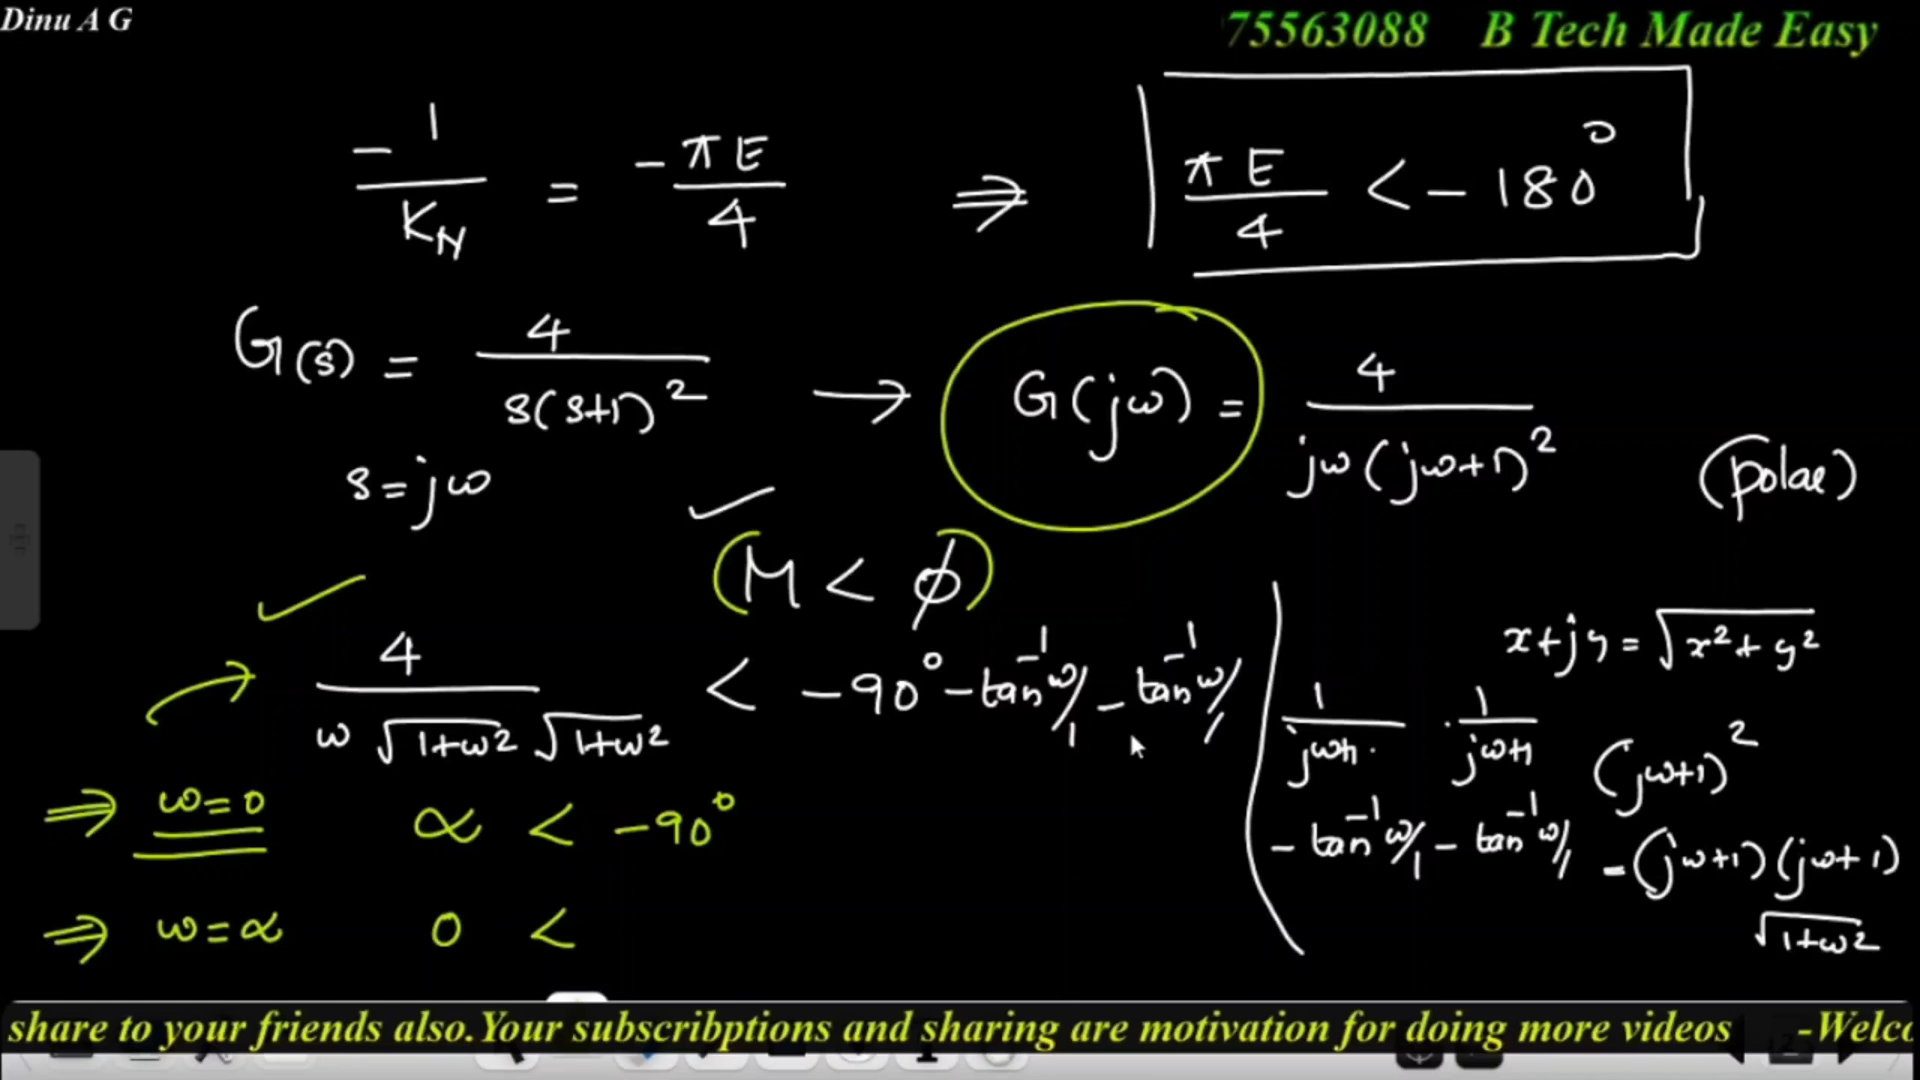 Dinu A G
75563088 B Tech Made Easy
-1/K_N = -πE/4 ⇒ πE/4 < -180°
G(s) = 4/s(s+1)² → G(jω) = 4/jω(jω+1)² (polar)
s=jω
(M < ϕ)
x+jy = √x²+y²
4/ω√1+ω² √1+ω² < -90° - tan⁻¹ω/1 - tan⁻¹ω/1
1/jω+1 · 1/jω+1 (jω+1)²
⇒ ω=0 α < -90°
- tan⁻¹ω/1 - tan⁻¹ω/1 = (jω+1)(jω+1)
⇒ ω=α 0 <
√1+ω²
share to your friends also.Your subscribptions and sharing are motivation for doing more videos -Welco